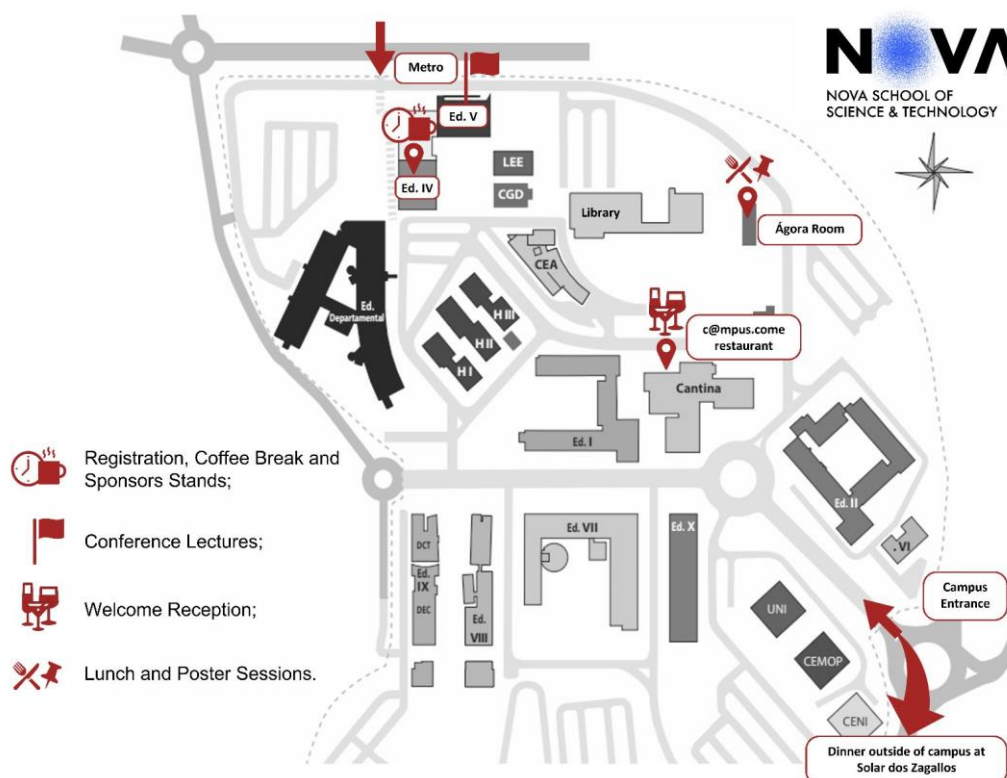 NOVA
NOVA SCHOOL OF
SCIENCE & TECHNOLOGY
Metro
Ed. V
Ed. IV
LEE
CGD
Library
Ágora Room
CEA
Ed.
Departamental
H III
H II
H I
c@mpus.come
restaurant
Cantina
Ed. I
Ed. II
. VI
Registration, Coffee Break and
Sponsors Stands;
Conference Lectures;
Welcome Reception;
Lunch and Poster Sessions.
DCT
Ed.
IX
DEC
Ed.
VIII
Ed. VII
Ed. X
UNI
CEMOP
CENI
Campus
Entrance
Dinner outside of campus at
Solar dos Zagallos